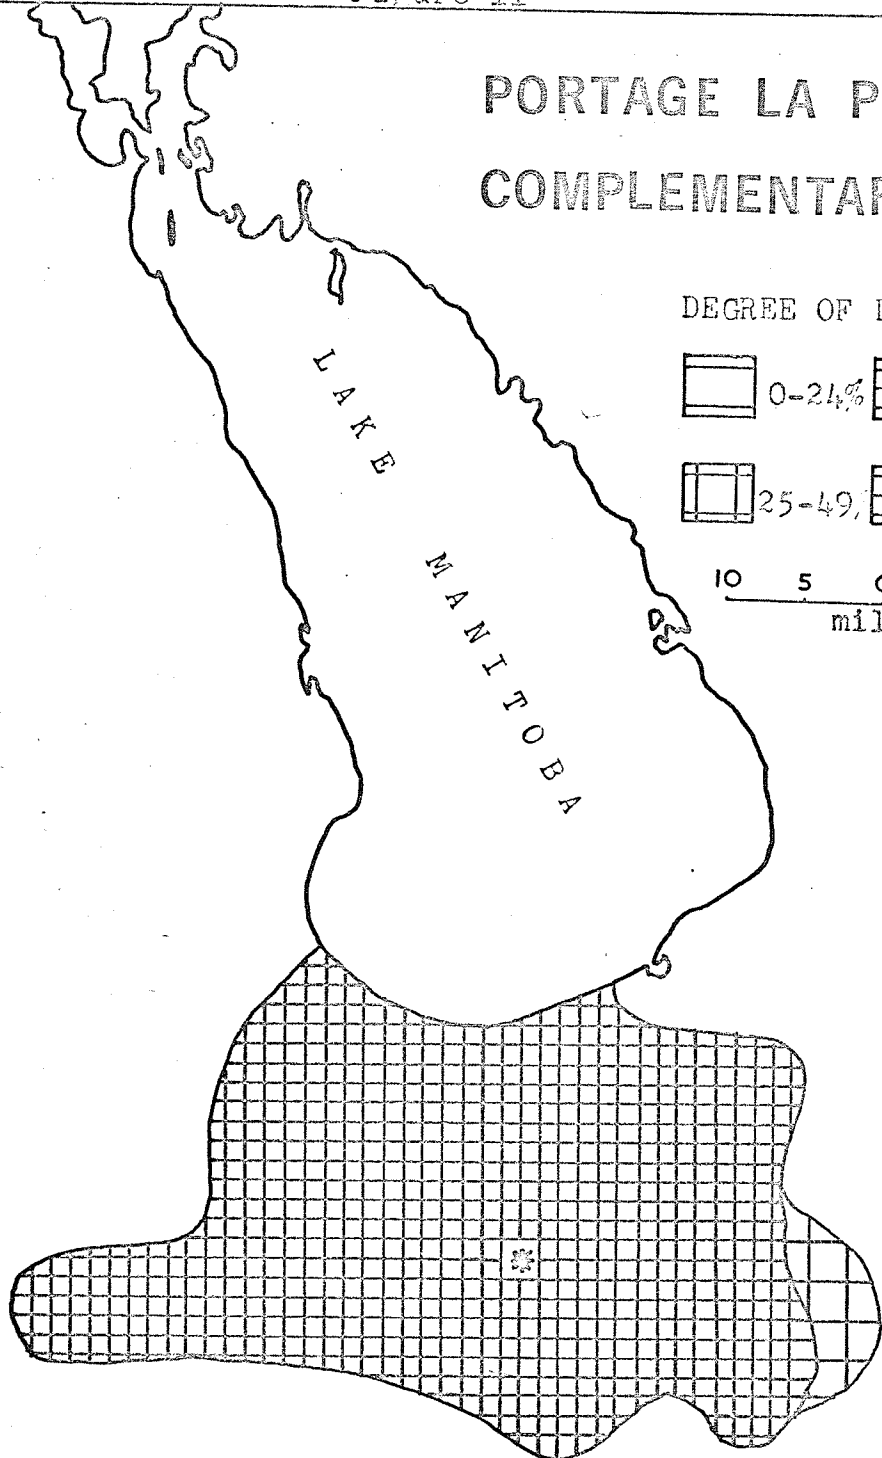 PORTAGE LA P
COMPLEMENTAR
DEGREE OF
0-24%
25-49
10 5
mil
LAKE MANITOBA